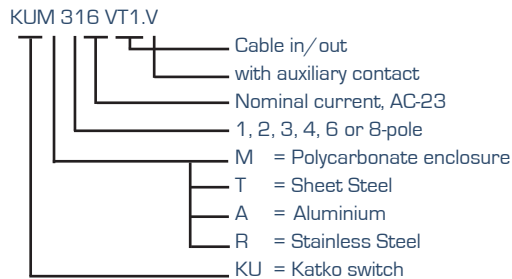 KUM 316 VT1.V
Cable in/out
with auxiliary contact
Nominal current, AC-23
1, 2, 3, 4, 6 or 8-pole
M = Polycarbonate enclosure
T = Sheet Steel
A = Aluminium
R = Stainless Steel
KU = Katko switch